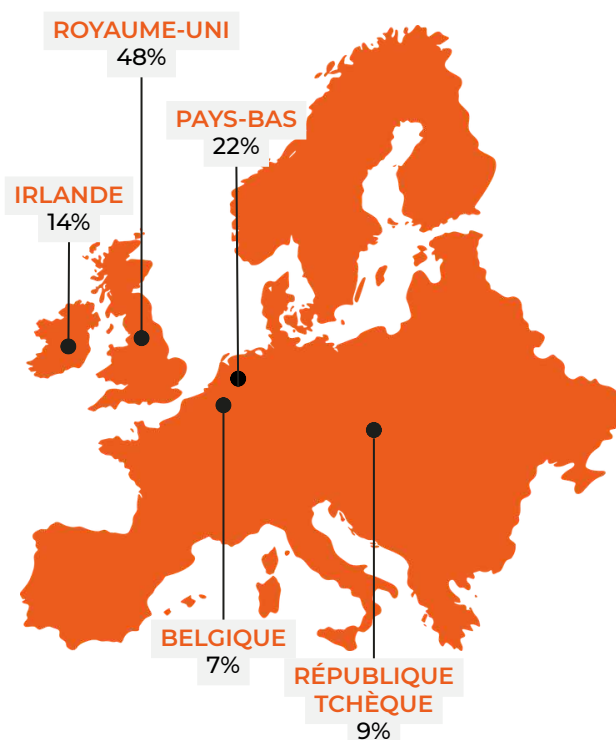 ROYAUME-UNI
48%
PAYS-BAS
22%
IRLANDE
14%
BELGIQUE
7%
RÉPUBLIQUE
TCHÈQUE
9%